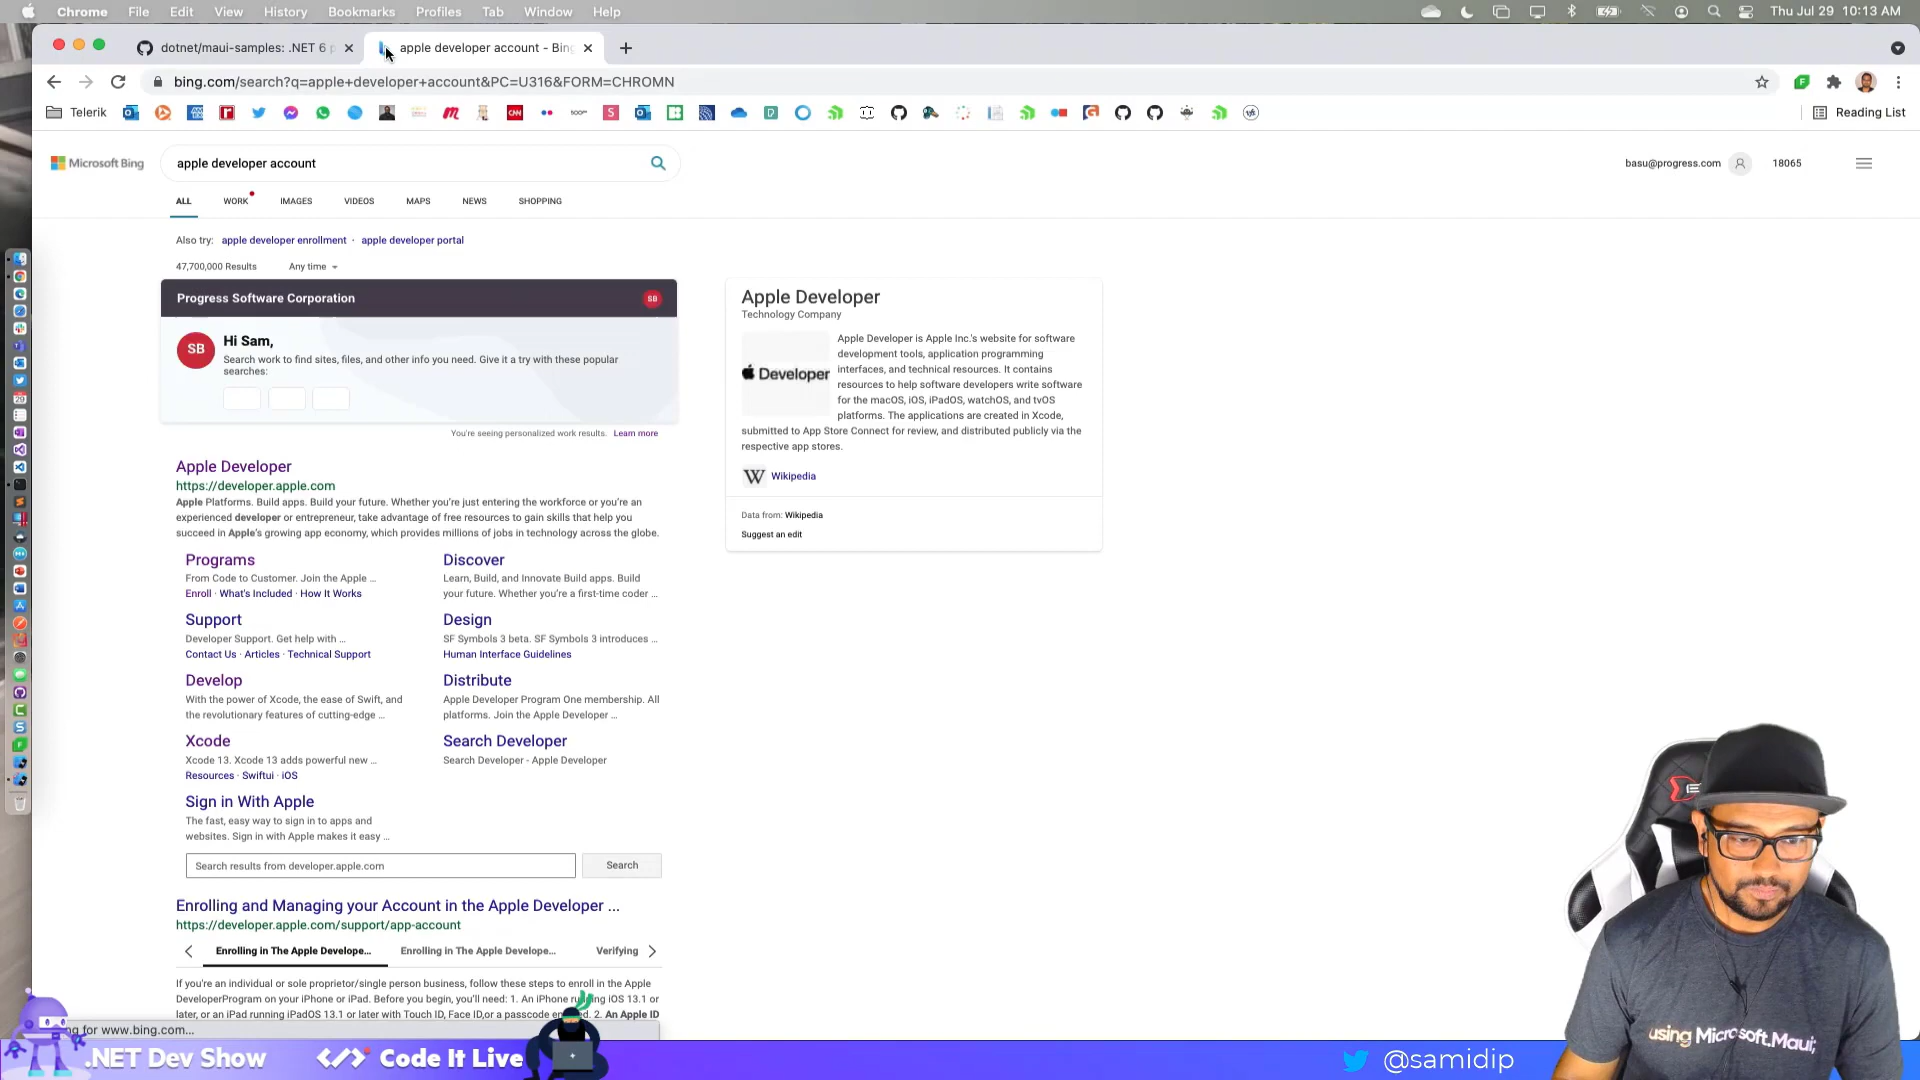 Chrome File Edit View History Bookmarks Profiles Tab Window Help Thu Jul 29 10:13 AM
dotnet/maui-samples: .NET 6 p apple developer account - Bing
bing.com/search?q=apple+developer+account&PC=U316&FORM=CHROMN
Telerik Reading List
Microsoft Bing apple developer account basu@progress.com 18065
ALL WORK IMAGES VIDEOS MAPS NEWS SHOPPING
Also try: apple developer enrollment · apple developer portal
47,700,000 Results Any time
Progress Software Corporation SB
SB Hi Sam,
Search work to find sites, files, and other info you need. Give it a try with these popular
searches:
You're seeing personalized work results. Learn more
Apple Developer
https://developer.apple.com
Apple Platforms. Build apps. Build your future. Whether you're just entering the workforce or you're an
experienced developer or entrepreneur, take advantage of free resources to gain skills that help you
succeed in Apple's growing app economy, which provides millions of jobs in technology across the globe.
Programs
From Code to Customer. Join the Apple ...
Enroll · What's Included · How It Works
Discover
Learn, Build, and Innovate Build apps. Build
your future. Whether you're a first-time coder ...
Support
Developer Support. Get help with ...
Contact Us · Articles · Technical Support
Design
SF Symbols 3 beta. SF Symbols 3 introduces ...
Human Interface Guidelines
Develop
With the power of Xcode, the ease of Swift, and
the revolutionary features of cutting-edge ...
Distribute
Apple Developer Program One membership. All
platforms. Join the Apple Developer ...
Xcode
Xcode 13. Xcode 13 adds powerful new ...
Resources · Swiftui · iOS
Search Developer
Search Developer - Apple Developer
Sign in With Apple
The fast, easy way to sign in to apps and
websites. Sign in with Apple makes it easy ...
Search results from developer.apple.com Search
Enrolling and Managing your Account in the Apple Developer ...
https://developer.apple.com/support/app-account
Enrolling in The Apple Develope... Enrolling in The Apple Develope... Verifying
If you're an individual or sole proprietor/single person business, follow these steps to enroll in the Apple
DeveloperProgram on your iPhone or iPad. Before you begin, you'll need: 1. An iPhone running iOS 13.1 or
later, or an iPad running iPadOS 13.1 or later with Touch ID, Face ID,or a passcode 2. An Apple ID
Apple Developer
Technology Company
Developer
Apple Developer is Apple Inc.'s website for software
development tools, application programming
interfaces, and technical resources. It contains
resources to help software developers write software
for the macOS, iOS, iPadOS, watchOS, and tvOS
platforms. The applications are created in Xcode,
submitted to App Store Connect for review, and distributed publicly via the
respective app stores.
W Wikipedia
Data from: Wikipedia
Suggest an edit
for www.bing.com...
.NET Dev Show </> Code It Live @samidip
using Microsoft.Maui;